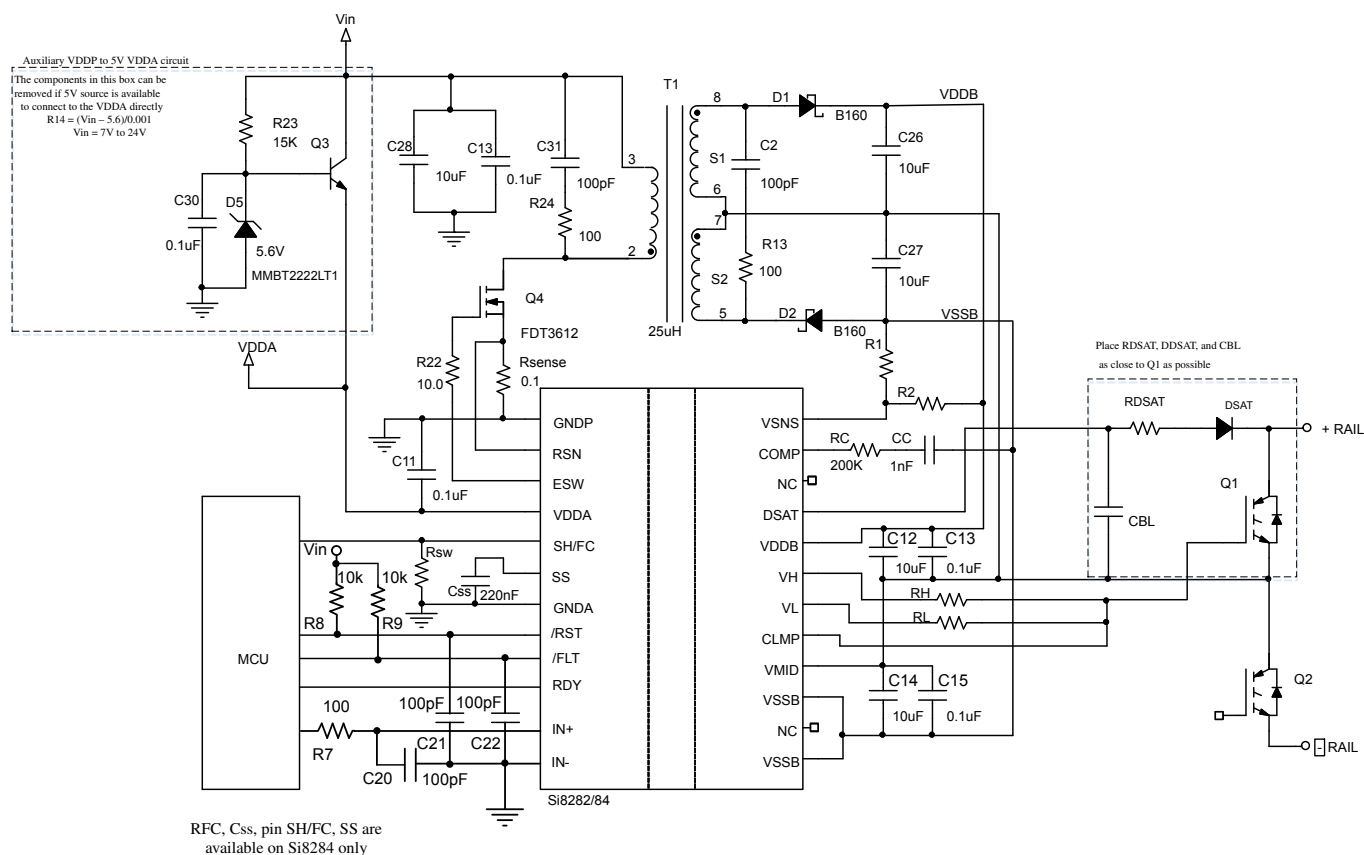 Vin
Auxiliary VDDP to 5V VDDA circuit
The components in this box can be
removed if 5V source is available
to connect to the VDDA directly
R14 = (Vin – 5.6)/0.001
Vin = 7V to 24V
R23
15K
Q3
C30
0.1uF
D5
5.6V
MMBT2222LT1
VDDA
C28
10uF
C13
0.1uF
C31
100pF
R24
100
3
2
T1
25uH
8
S1
6
7
S2
5
D1
B160
C2
100pF
R13
100
D2
B160
VDDB
C26
10uF
C27
10uF
VSSB
Q4
FDT3612
R22
10.0
Rsense
0.1
R1
R2
Place RDSAT, DDSAT, and CBL
as close to Q1 as possible
RDSAT
DSAT
+ RAIL
Q1
CBL
Q2
- RAIL
GNDP
RSN
ESW
VDDA
SH/FC
SS
GNDA
/RST
/FLT
RDY
IN+
IN-
VSNS
COMP
NC
DSAT
VDDB
VH
VL
CLMP
VMID
VSSB
NC
VSSB
Si8282/84
RC
200K
CC
1nF
C11
0.1uF
C12
10uF
C13
0.1uF
RH
RL
C14
10uF
C15
0.1uF
MCU
Vin
10k
R8
10k
R9
Rsw
Css
220nF
100pF
C21
100pF
C22
100
R7
C20
100pF
RFC, Css, pin SH/FC, SS are
available on Si8284 only